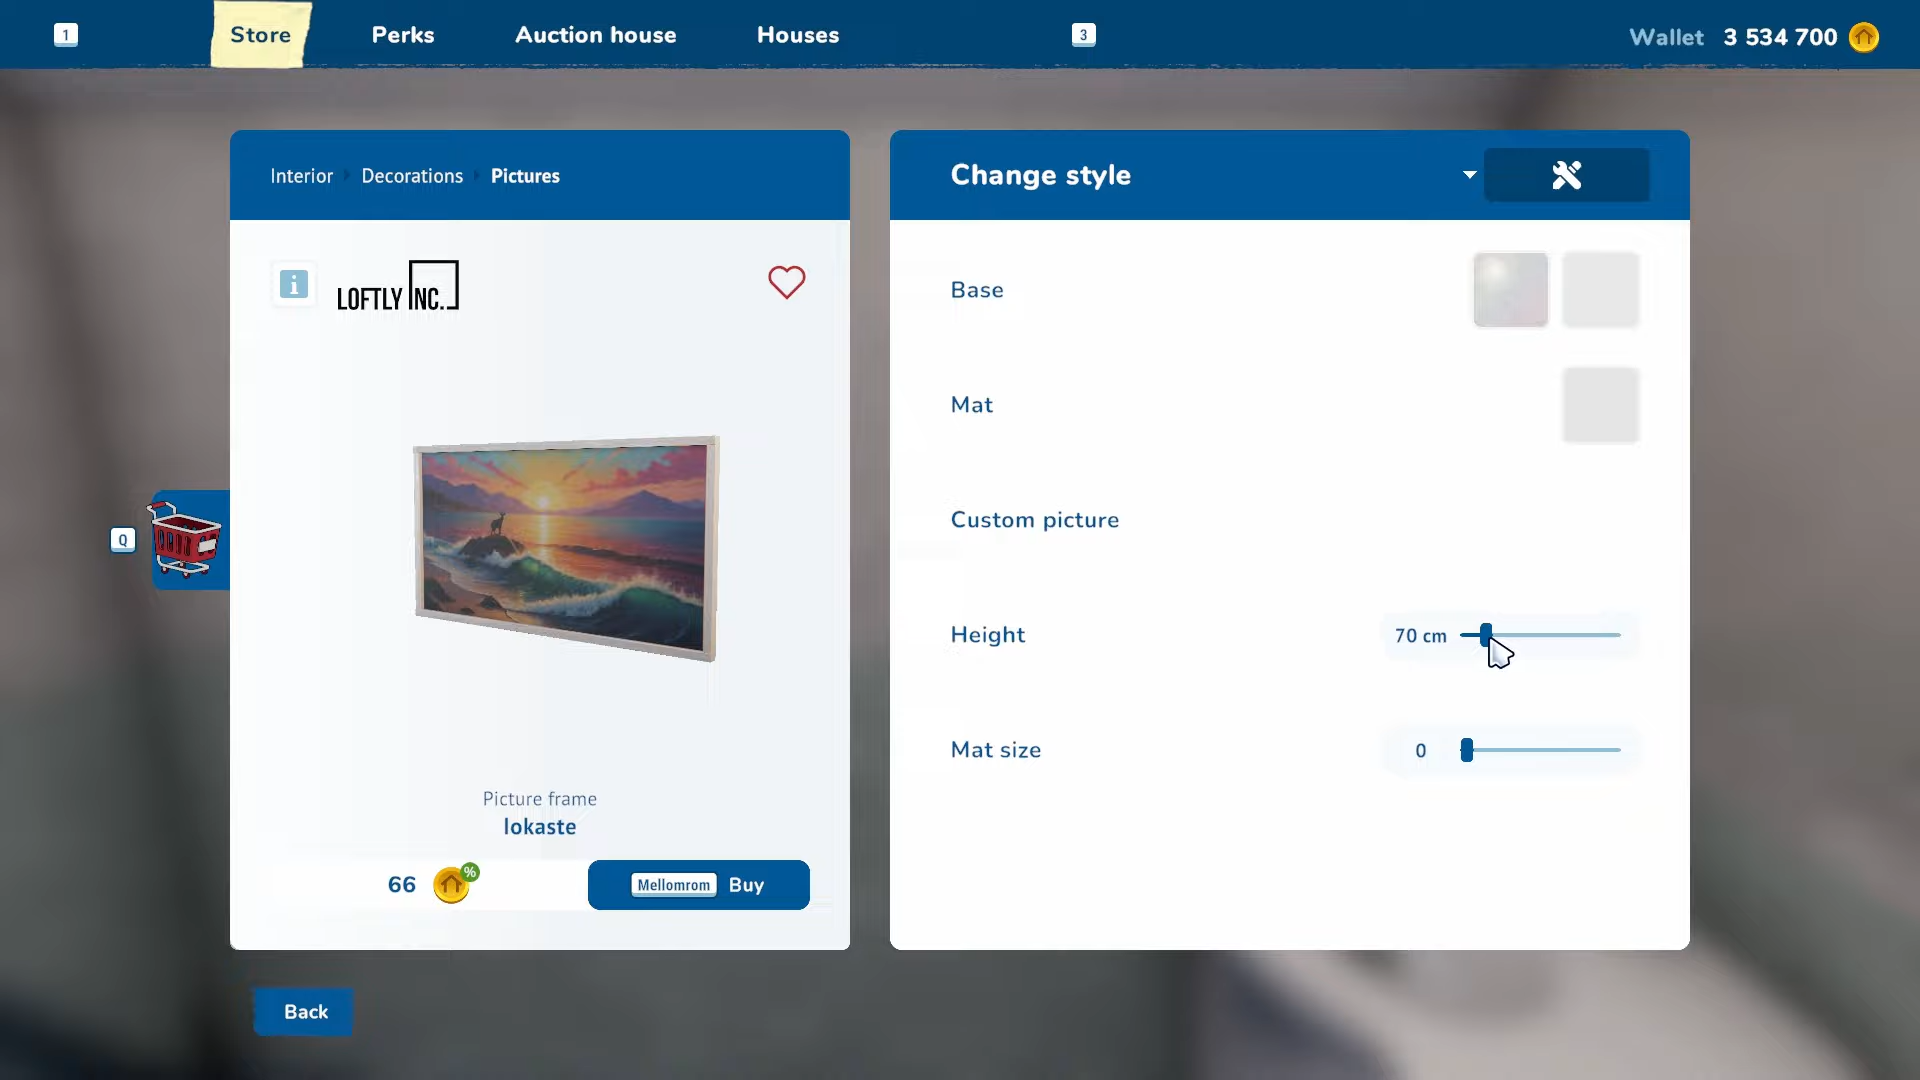 1
Store
Perks
Auction house
Houses
3
Wallet 3 534 700
Interior
Decorations
Pictures
i
LOFTLY INC.
Q
Picture frame
Iokaste
66
%
Mellomrom
Buy
Back
Change style
Base
Mat
Custom picture
Height
70 cm
Mat size
0